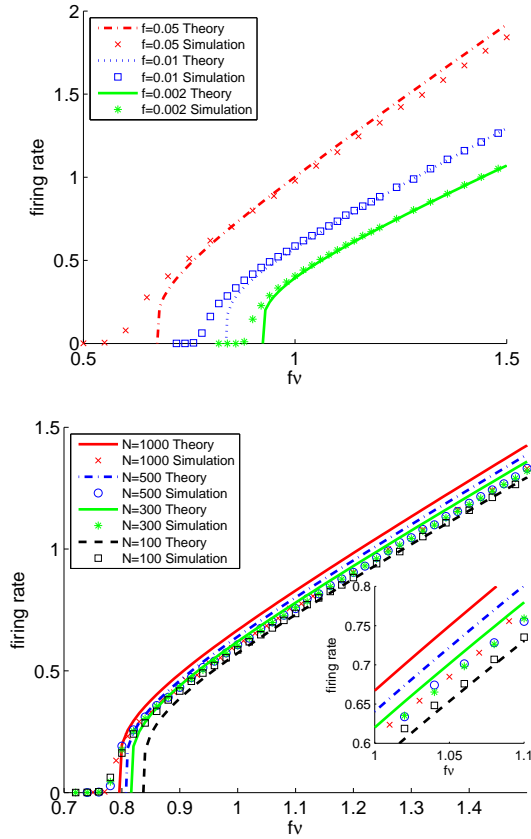 2
1.5
1
0.5
0
firing rate
f=0.05 Theory
f=0.05 Simulation
f=0.01 Theory
f=0.01 Simulation
f=0.002 Theory
f=0.002 Simulation
0.5 1 1.5
fν
1.5
1
0.5
0
firing rate
N=1000 Theory
N=1000 Simulation
N=500 Theory
N=500 Simulation
N=300 Theory
N=300 Simulation
N=100 Theory
N=100 Simulation
0.8
0.75
0.7
0.65
0.6
firing rate
1 1.05 1.1
fν
0.7 0.8 0.9 1 1.1 1.2 1.3 1.4
fν